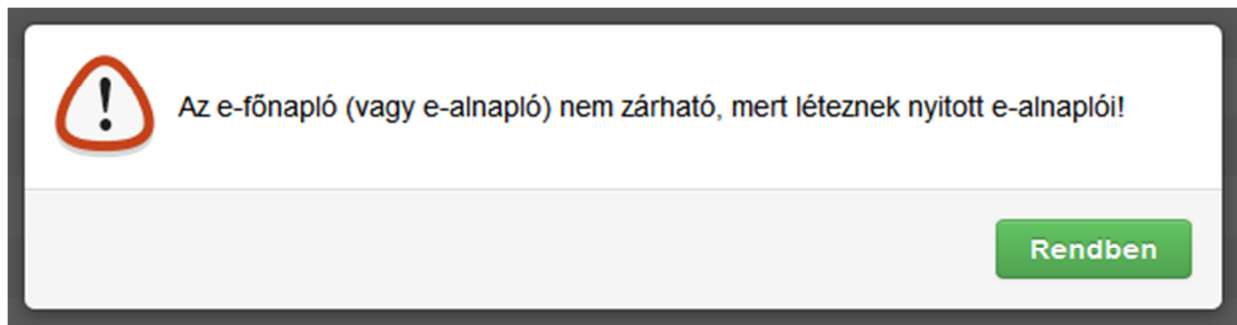 Az e-főnapló (vagy e-alnapló) nem zárható, mert léteznek nyitott e-alnaplói!
Rendben